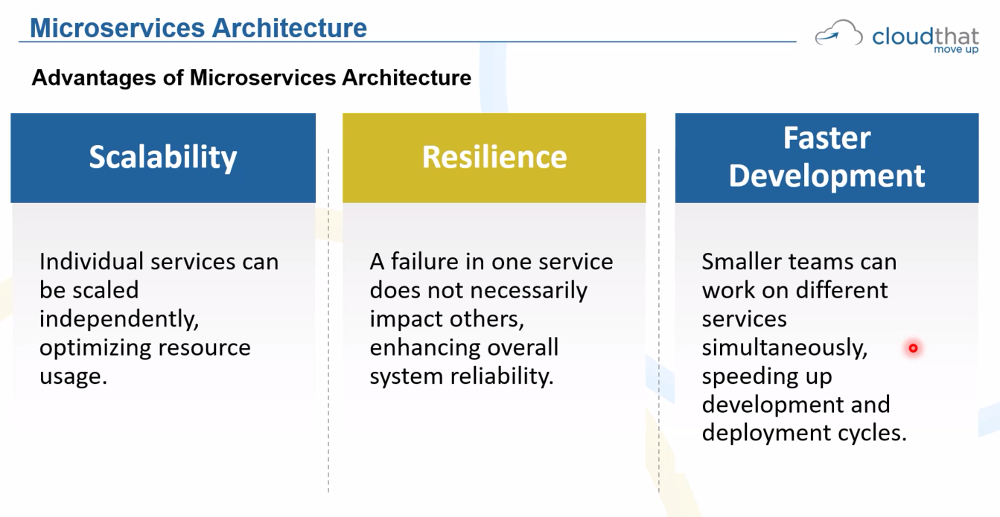 Microservices Architecture
cloudthat
move up
Advantages of Microservices Architecture
Scalability
Individual services can
be scaled
independently,
optimizing resource
usage.
Resilience
A failure in one service
does not necessarily
impact others,
enhancing overall
system reliability.
Faster
Development
Smaller teams can
work on different
services
simultaneously,
speeding up
development and
deployment cycles.